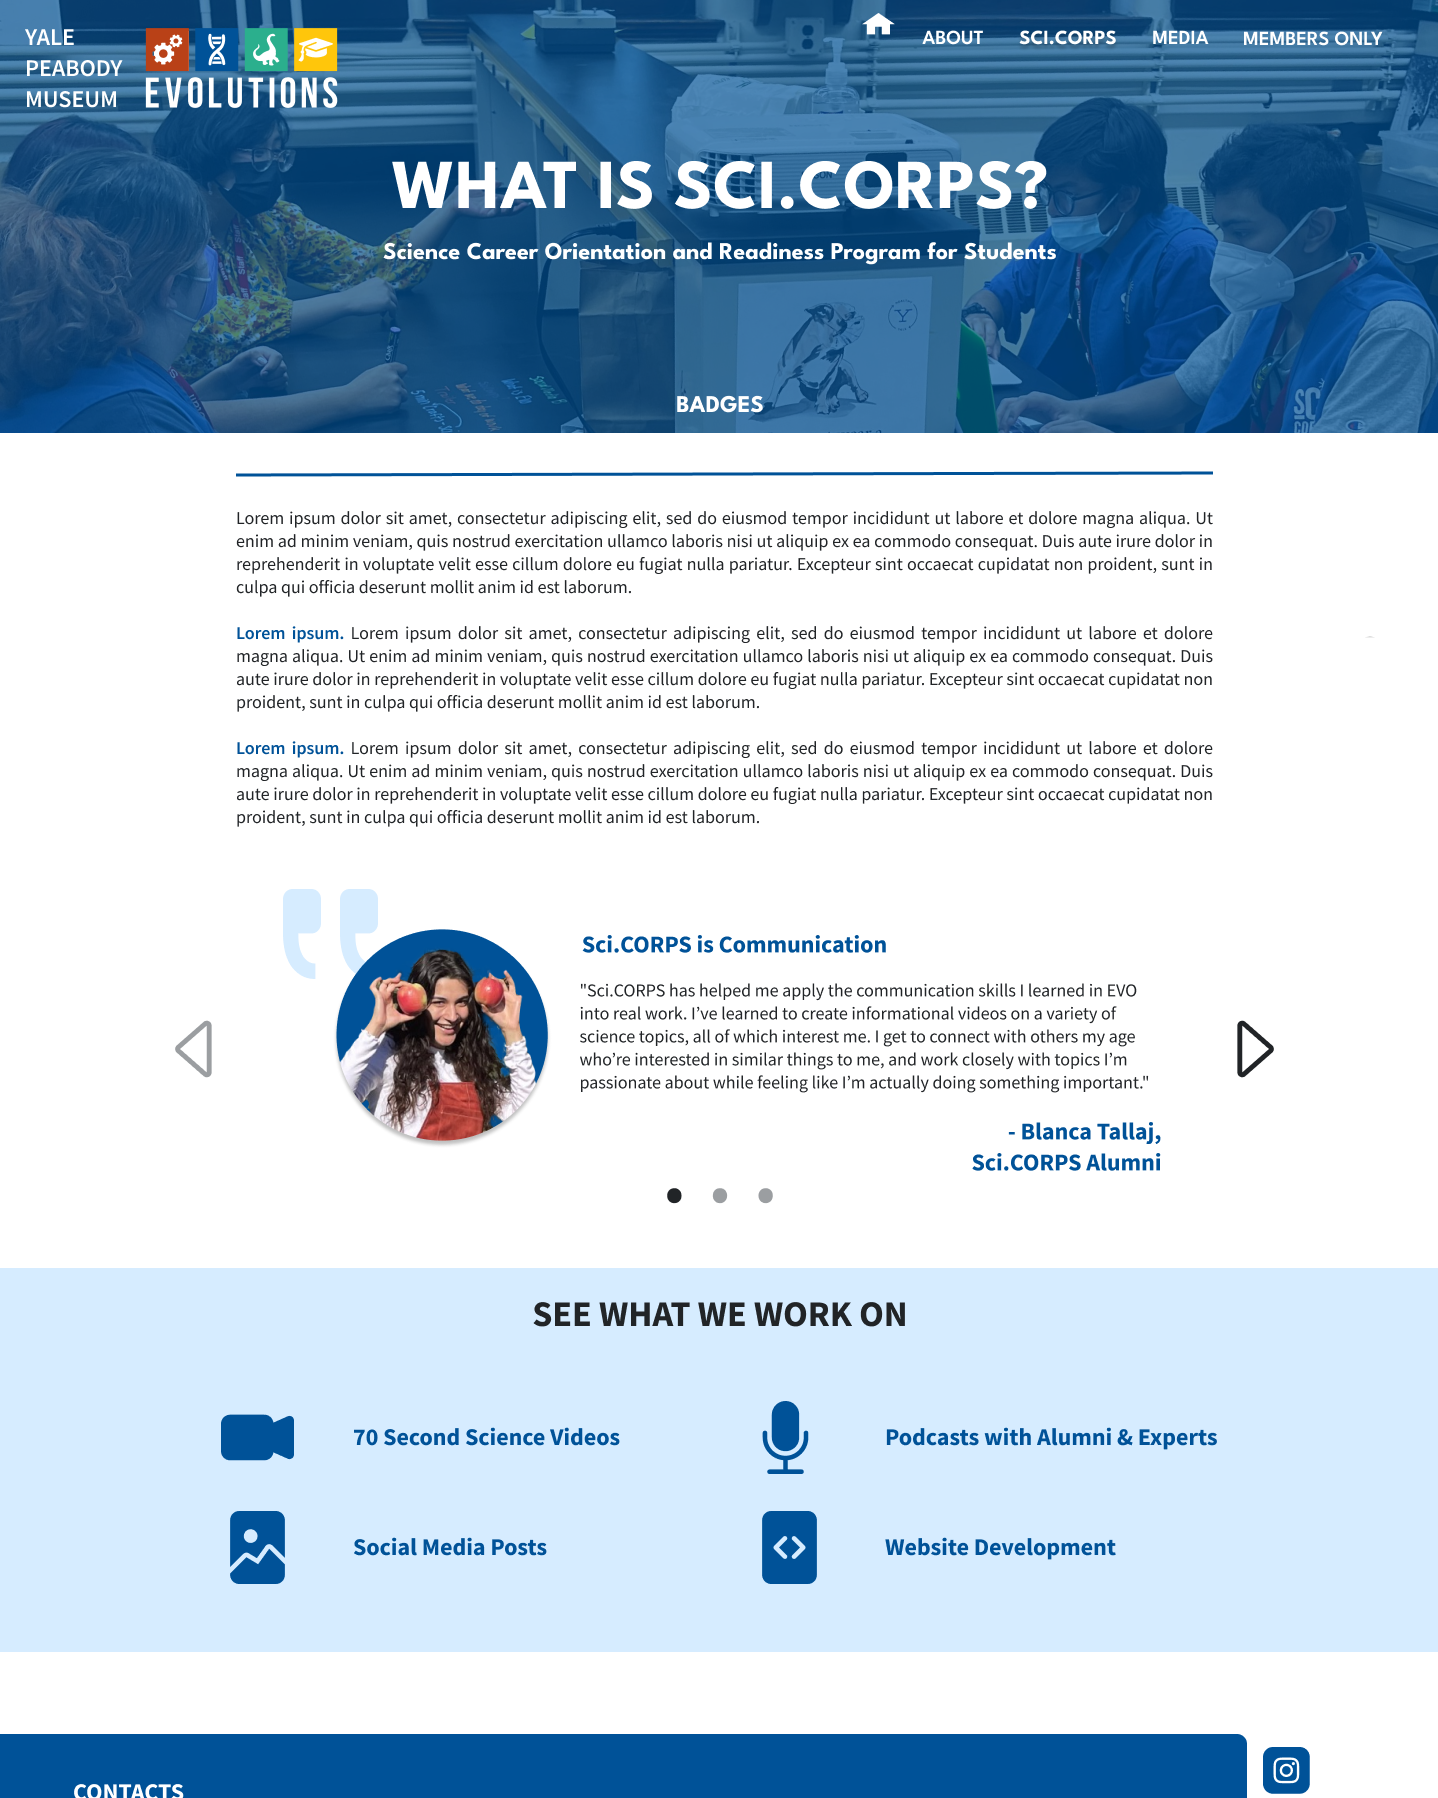 YALE
PEABODY
MUSEUM
EVOLUTIONS
ABOUT
SCI.CORPS
MEDIA
MEMBERS ONLY
WHAT IS SCI.CORPS?
Science Career Orientation and Readiness Program for Students
Y
SC
BADGES
Lorem ipsum dolor sit amet, consectetur adipiscing elit, sed do eiusmod tempor incididunt ut labore et dolore magna aliqua. Ut
enim ad minim veniam, quis nostrud exercitation ullamco laboris nisi ut aliquip ex ea commodo consequat. Duis aute irure dolor in
reprehenderit in voluptate velit esse cillum dolore eu fugiat nulla pariatur. Excepteur sint occaecat cupidatat non proident, sunt in
culpa qui officia deserunt mollit anim id est laborum.
Lorem ipsum. Lorem ipsum dolor sit amet, consectetur adipiscing elit, sed do eiusmod tempor incididunt ut labore et dolore
magna aliqua. Ut enim ad minim veniam, quis nostrud exercitation ullamco laboris nisi ut aliquip ex ea commodo consequat. Duis
aute irure dolor in reprehenderit in voluptate velit esse cillum dolore eu fugiat nulla pariatur. Excepteur sint occaecat cupidatat non
proident, sunt in culpa qui officia deserunt mollit anim id est laborum.
Lorem ipsum. Lorem ipsum dolor sit amet, consectetur adipiscing elit, sed do eiusmod tempor incididunt ut labore et dolore
magna aliqua. Ut enim ad minim veniam, quis nostrud exercitation ullamco laboris nisi ut aliquip ex ea commodo consequat. Duis
aute irure dolor in reprehenderit in voluptate velit esse cillum dolore eu fugiat nulla pariatur. Excepteur sint occaecat cupidatat non
proident, sunt in culpa qui officia deserunt mollit anim id est laborum.
Sci.CORPS is Communication
"Sci.CORPS has helped me apply the communication skills I learned in EVO
into real work. I’ve learned to create informational videos on a variety of
science topics, all of which interest me. I get to connect with others my age
who’re interested in similar things to me, and work closely with topics I’m
passionate about while feeling like I’m actually doing something important."
- Blanca Tallaj,
Sci.CORPS Alumni
SEE WHAT WE WORK ON
70 Second Science Videos
Podcasts with Alumni & Experts
Social Media Posts
Website Development
CONTACTS